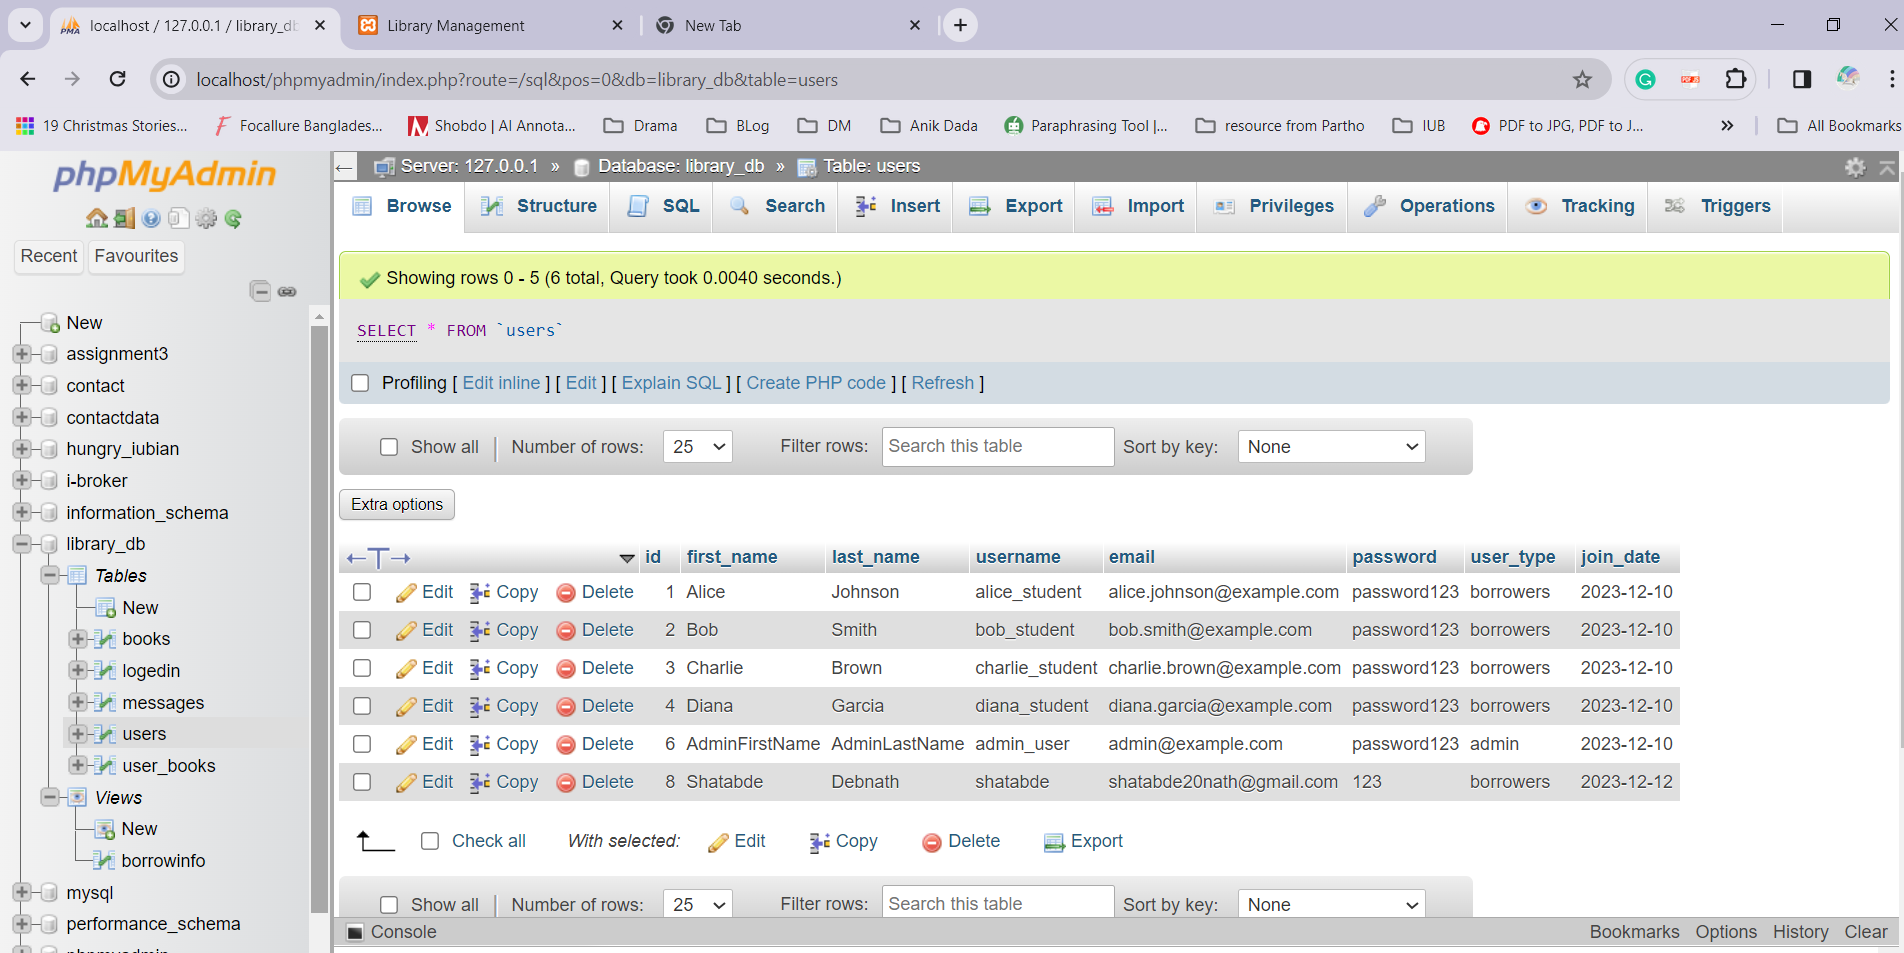 localhost / 127.0.0.1 / library_db
Library Management
New Tab
localhost/phpmyadmin/index.php?route=/sql&pos=0&db=library_db&table=users
19 Christmas Stories...
Focallure Banglades...
Shobdo | AI Annota...
Drama
BLog
DM
Anik Dada
Paraphrasing Tool |...
resource from Partho
IUB
PDF to JPG, PDF to J...
»
All Bookmarks
phpMyAdmin
Recent Favourites
New
assignment3
contact
contactdata
hungry_iubian
i-broker
information_schema
library_db
Tables
New
books
logedin
messages
users
user_books
Views
New
borrowinfo
mysql
performance_schema
phpmyadmin
Server: 127.0.0.1 » Database: library_db » Table: users
Browse Structure SQL Search Insert Export Import Privileges Operations Tracking Triggers
Showing rows 0 - 5 (6 total, Query took 0.0040 seconds.)
SELECT * FROM `users`
Profiling [ Edit inline ] [ Edit ] [ Explain SQL ] [ Create PHP code ] [ Refresh ]
Show all | Number of rows: 25 Filter rows: Search this table Sort by key: None
Extra options
id first_name last_name username email password user_type join_date
Edit Copy Delete 1 Alice Johnson alice_student alice.johnson@example.com password123 borrowers 2023-12-10
Edit Copy Delete 2 Bob Smith bob_student bob.smith@example.com password123 borrowers 2023-12-10
Edit Copy Delete 3 Charlie Brown charlie_student charlie.brown@example.com password123 borrowers 2023-12-10
Edit Copy Delete 4 Diana Garcia diana_student diana.garcia@example.com password123 borrowers 2023-12-10
Edit Copy Delete 6 AdminFirstName AdminLastName admin_user admin@example.com password123 admin 2023-12-10
Edit Copy Delete 8 Shatabde Debnath shatabde shatabde20nath@gmail.com 123 borrowers 2023-12-12
Check all With selected: Edit Copy Delete Export
Show all | Number of rows: 25 Filter rows: Search this table Sort by key: None
Console Bookmarks Options History Clear